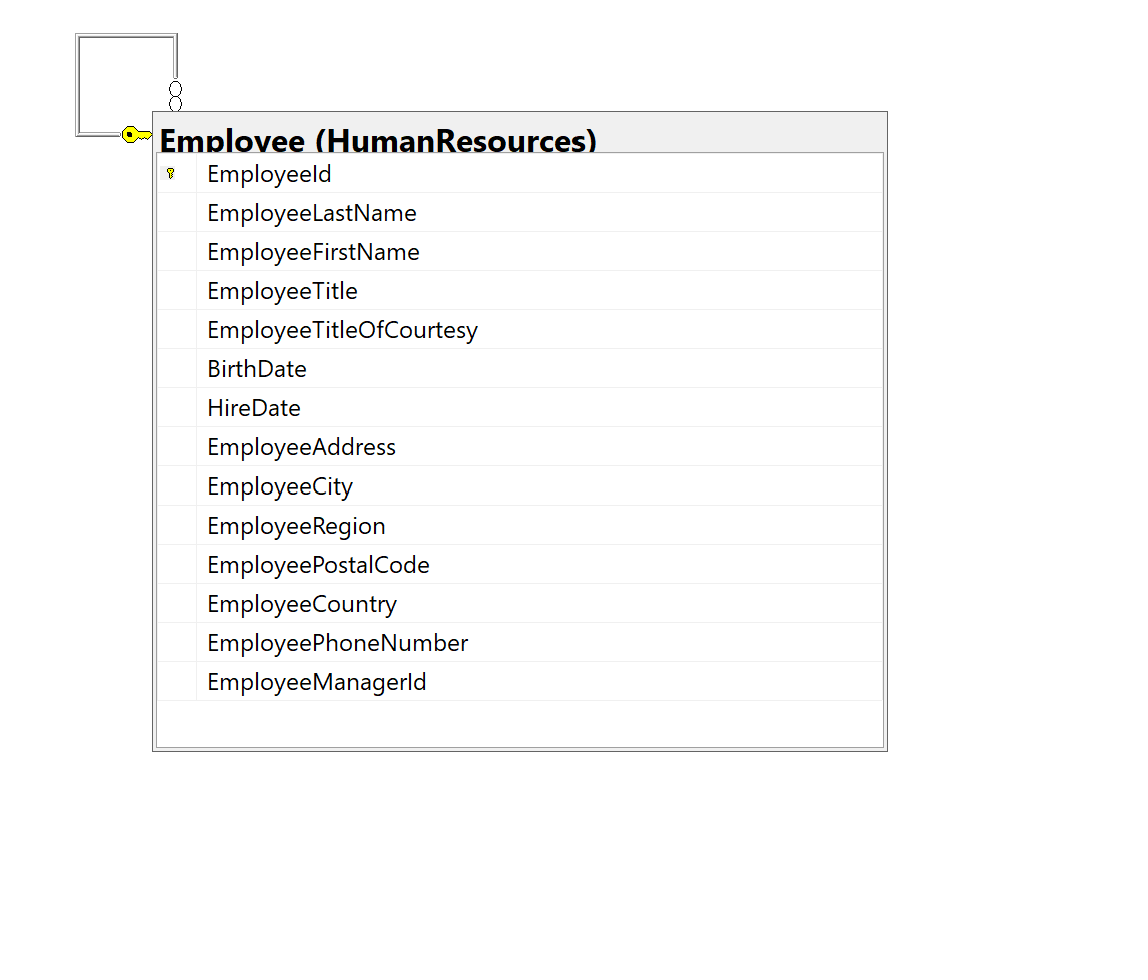 Employee (HumanResources)
EmployeeId
EmployeeLastName
EmployeeFirstName
EmployeeTitle
EmployeeTitleOfCourtesy
BirthDate
HireDate
EmployeeAddress
EmployeeCity
EmployeeRegion
EmployeePostalCode
EmployeeCountry
EmployeePhoneNumber
EmployeeManagerId